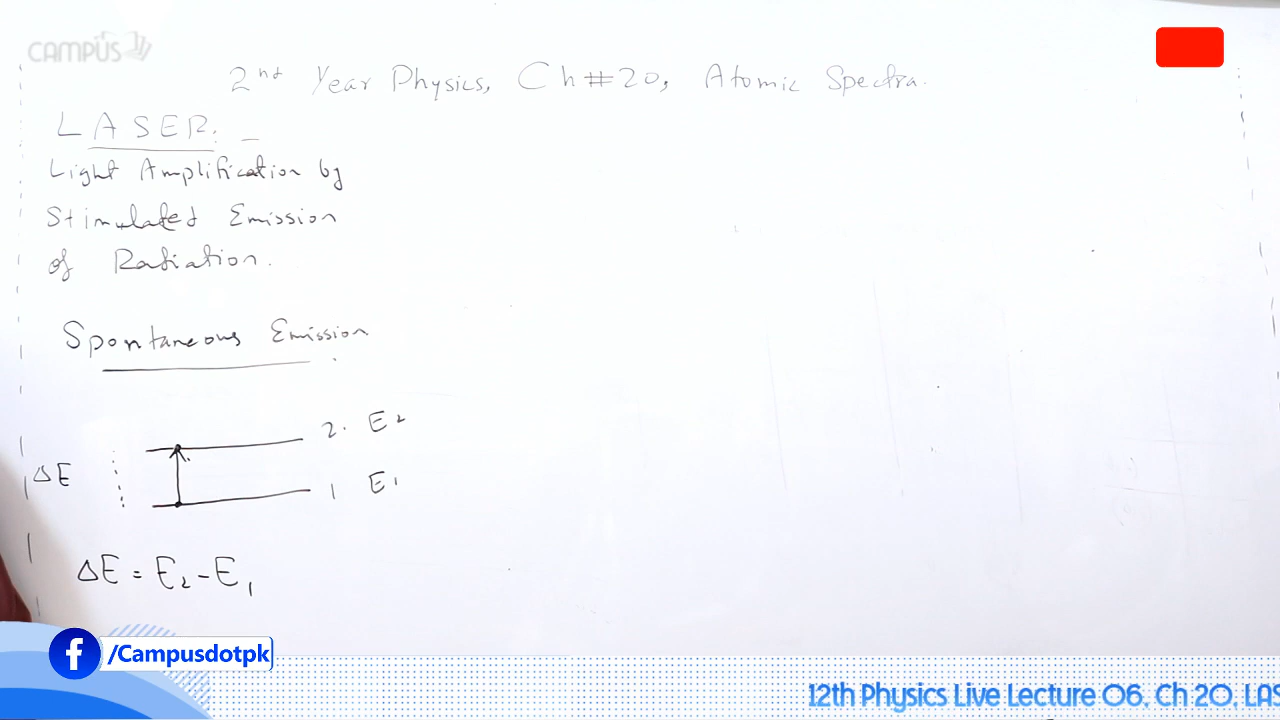 CAMPUS
2nd Year Physics, Ch#20, Atomic Spectra.
LASER:
Light Amplification by
Stimulated Emission
of Radiation.
Spontaneous Emission
2. E2
ΔE
1 E1
ΔE = E2 - E1
f /Campusdotpk
12th Physics Live Lecture 06, Ch 20, LAS